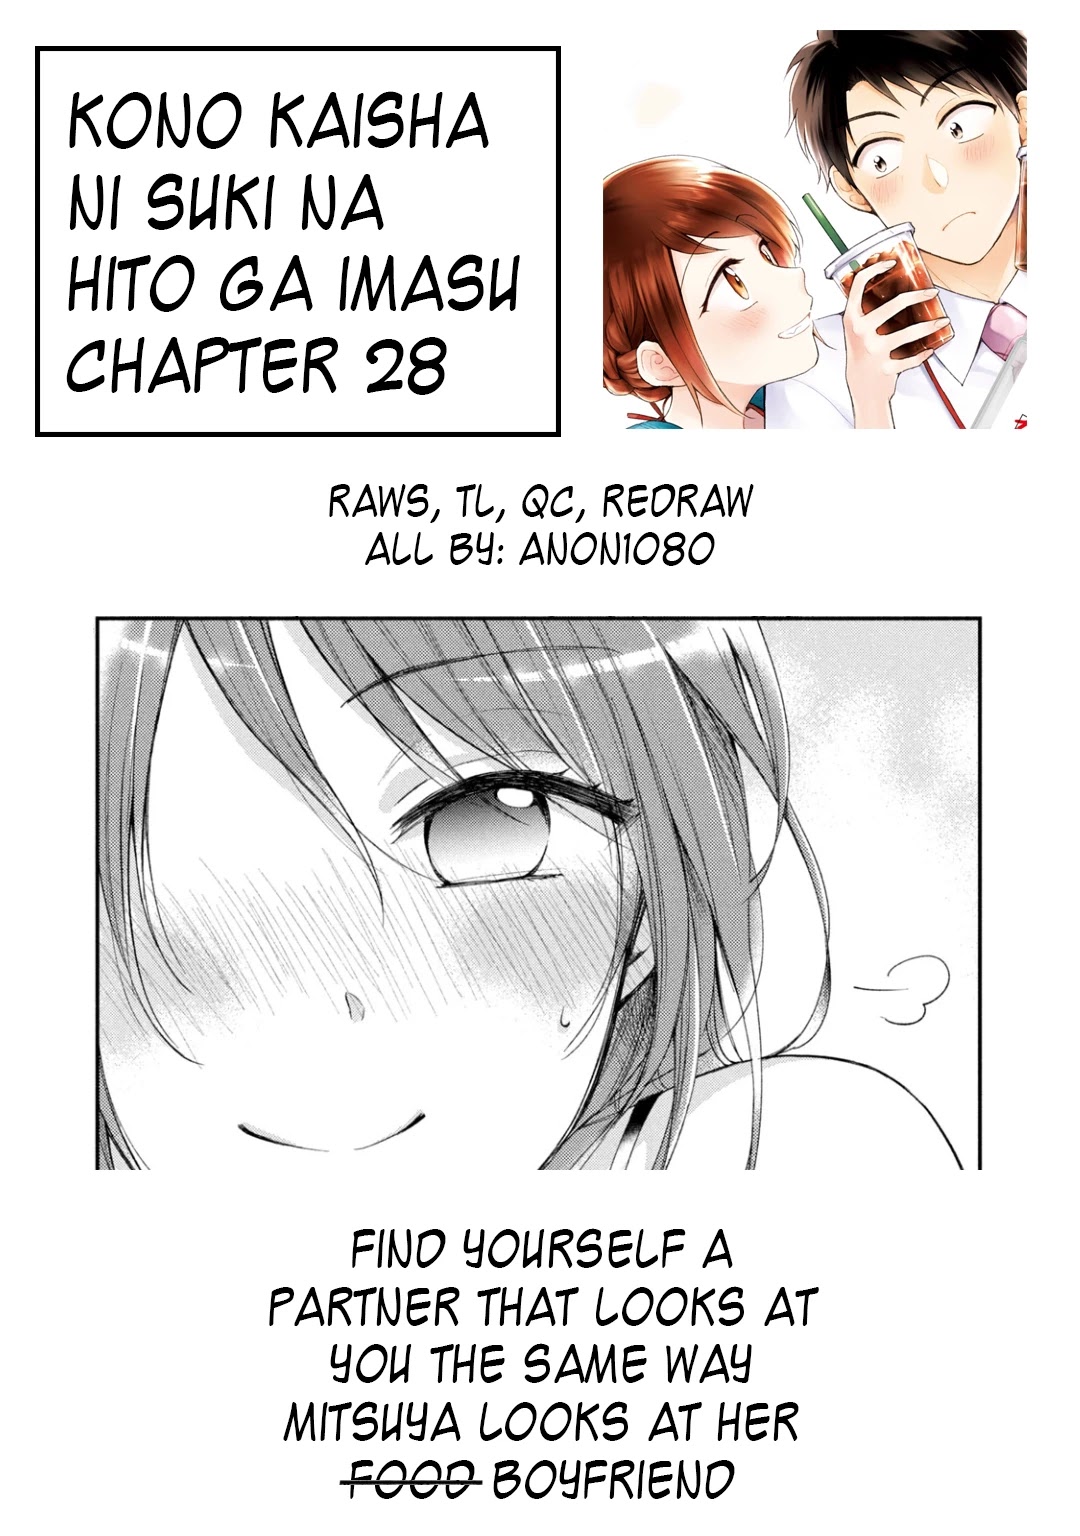 KONO KAISHA
NI SUKI NA
HITO GA IMASU
CHAPTER 28
RAWS, TL, QC, REDRAW
ALL BY: ANON1080
FIND YOURSELF A
PARTNER THAT LOOKS AT
YOU THE SAME WAY
MITSUYA LOOKS AT HER
FOOD BOYFRIEND